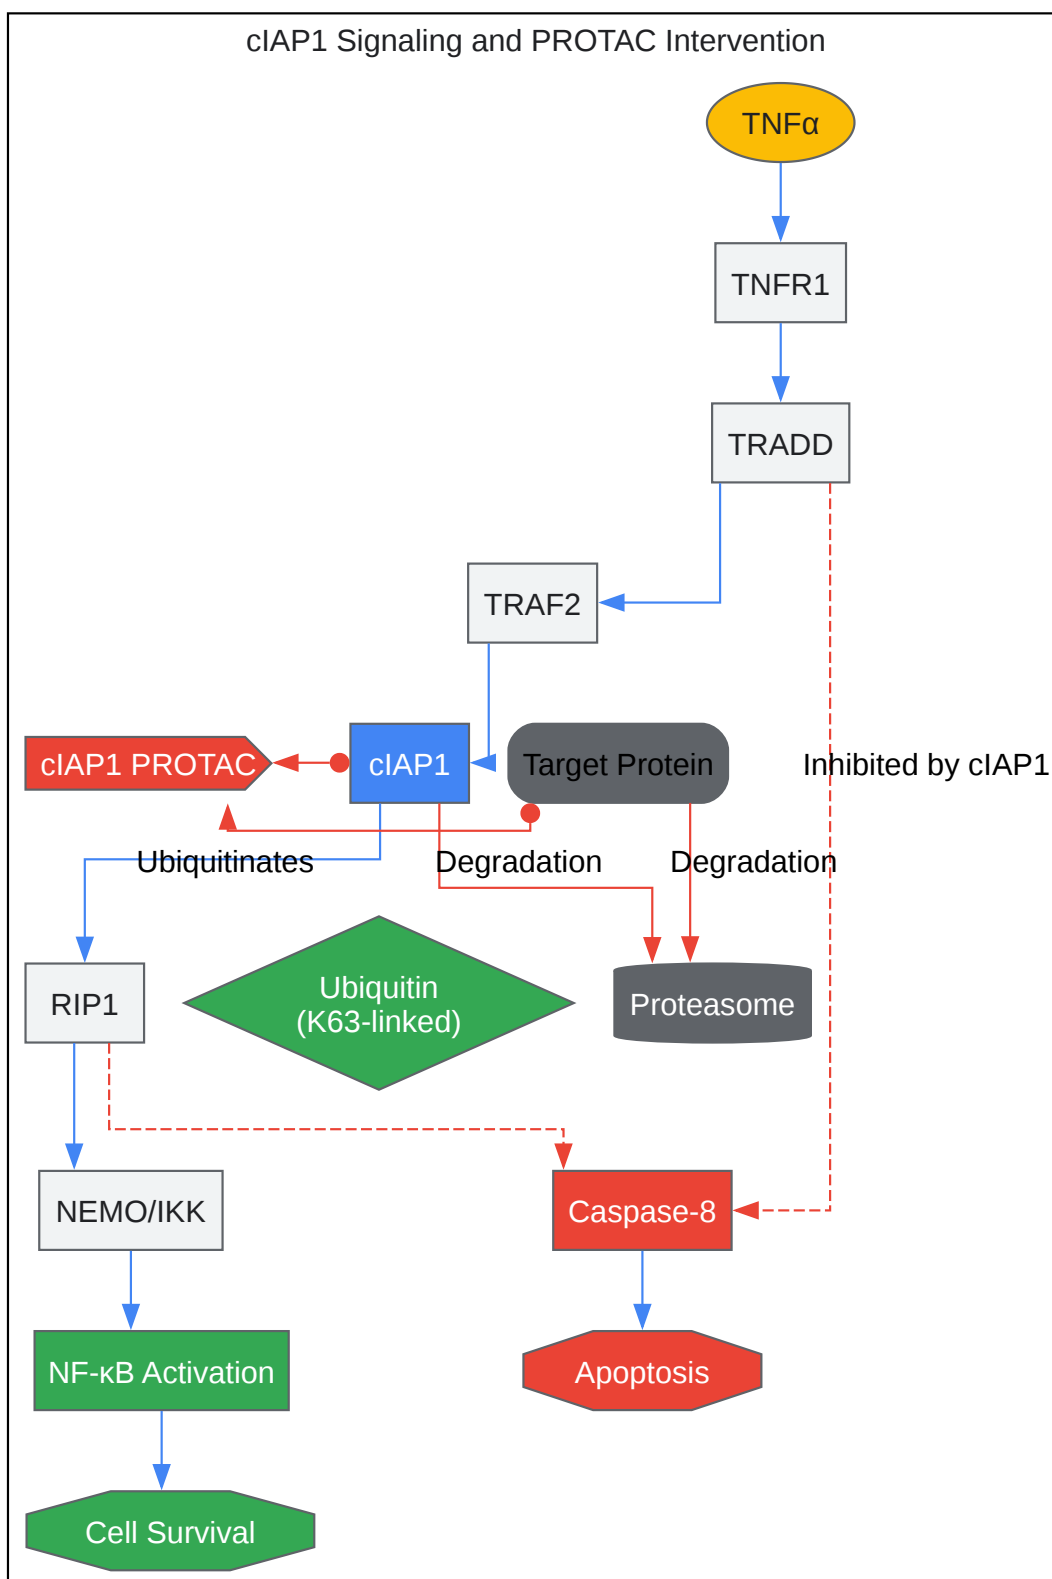 cIAP1 Signaling and PROTAC Intervention
TNFα
TNFR1
TRADD
TRAF2
cIAP1 PROTAC
cIAP1
Target Protein
Inhibited by cIAP1
Ubiquitinates
Degradation
Degradation
RIP1
Ubiquitin
(K63-linked)
Proteasome
NEMO/IKK
Caspase-8
NF-κB Activation
Apoptosis
Cell Survival